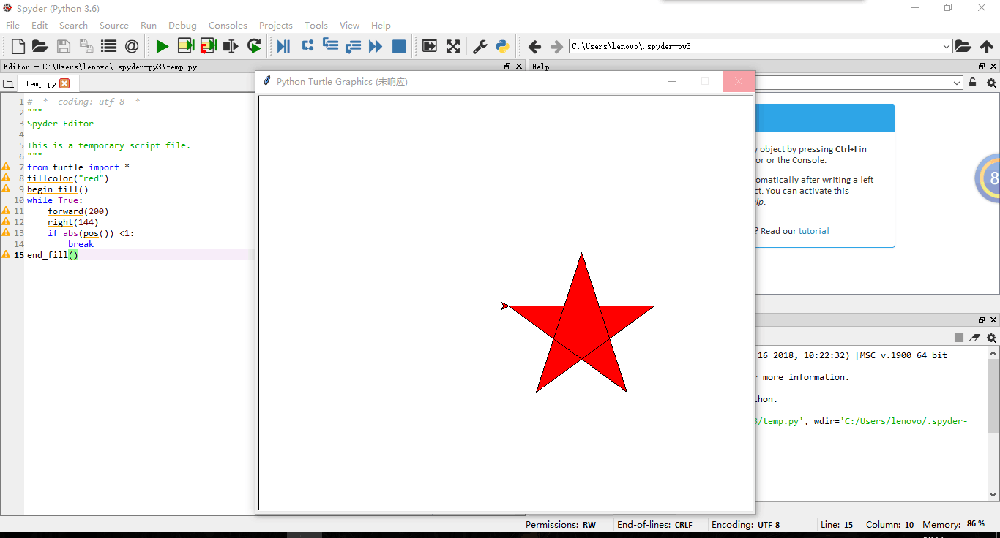 Spyder (Python 3.6)
File Edit Search Source Run Debug Consoles Projects Tools View Help
C:\Users\lenovo\.spyder-py3
Editor - C:\Users\lenovo\.spyder-py3\temp.py
Help
temp.py
Python Turtle Graphics (未响应)
1 # -*- coding: utf-8 -*-
2 """
3 Spyder Editor
4
5 This is a temporary script file.
6 """
7 from turtle import *
8 fillcolor("red")
9 begin_fill()
10 while True:
11 forward(200)
12 right(144)
13 if abs(pos()) <1:
14 break
15 end_fill()
object by pressing Ctrl+I in
or or the Console.
omatically after writing a left
ct. You can activate this
lp.
? Read our tutorial
8
16 2018, 10:22:32) [MSC v.1900 64 bit
more information.
thon.
/temp.py', wdir='C:/Users/lenovo/.spyder-
Permissions: RW End-of-lines: CRLF Encoding: UTF-8 Line: 15 Column: 10 Memory: 86 %